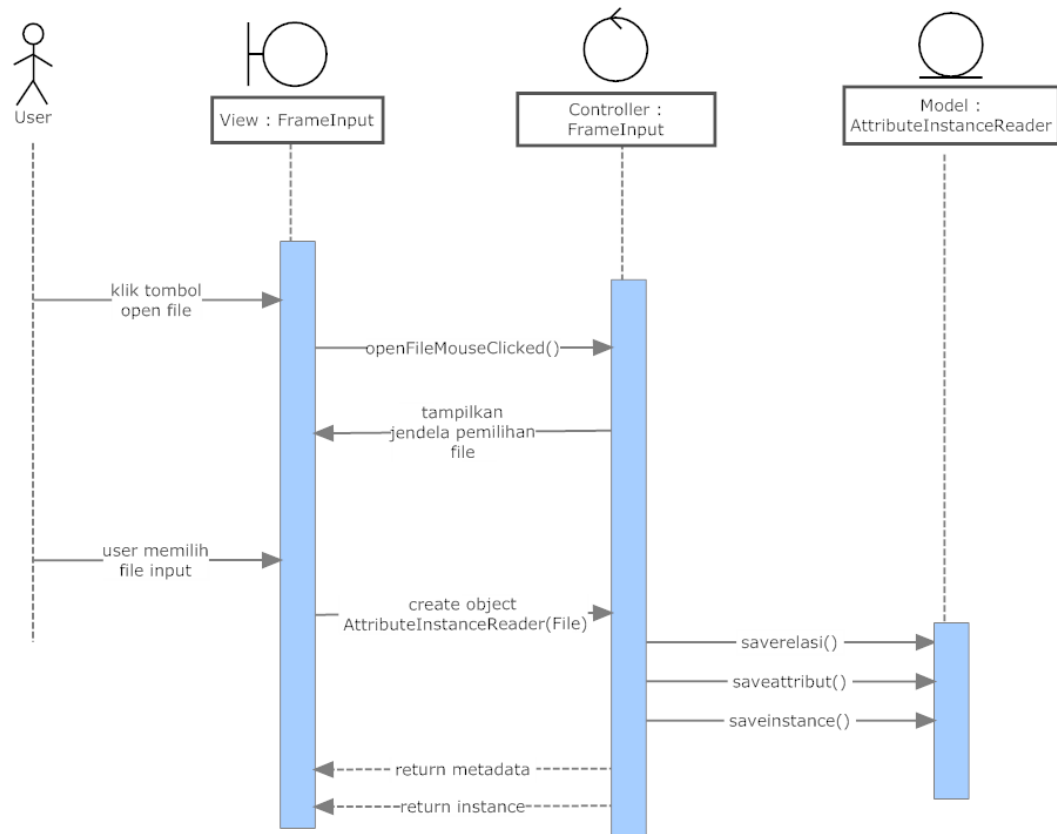 User
View : FrameInput
Controller :
FrameInput
Model :
AttributeInstanceReader
klik tombol
open file
openFileMouseClicked()
tampilkan
jendela pemilihan
file
user memilih
file input
create object
AttributeInstanceReader(File)
saverelasi()
saveattribut()
saveinstance()
return metadata
return instance